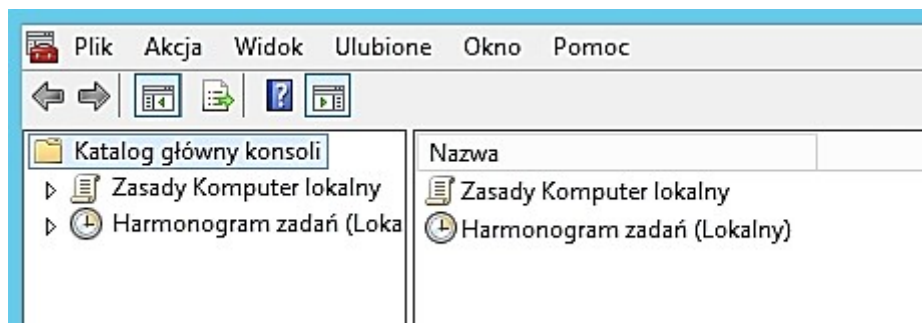 Plik Akcja Widok Ulubione Okno Pomoc
Katalog główny konsoli
Zasady Komputer lokalny
Harmonogram zadań (Loka
Nazwa
Zasady Komputer lokalny
Harmonogram zadań (Lokalny)